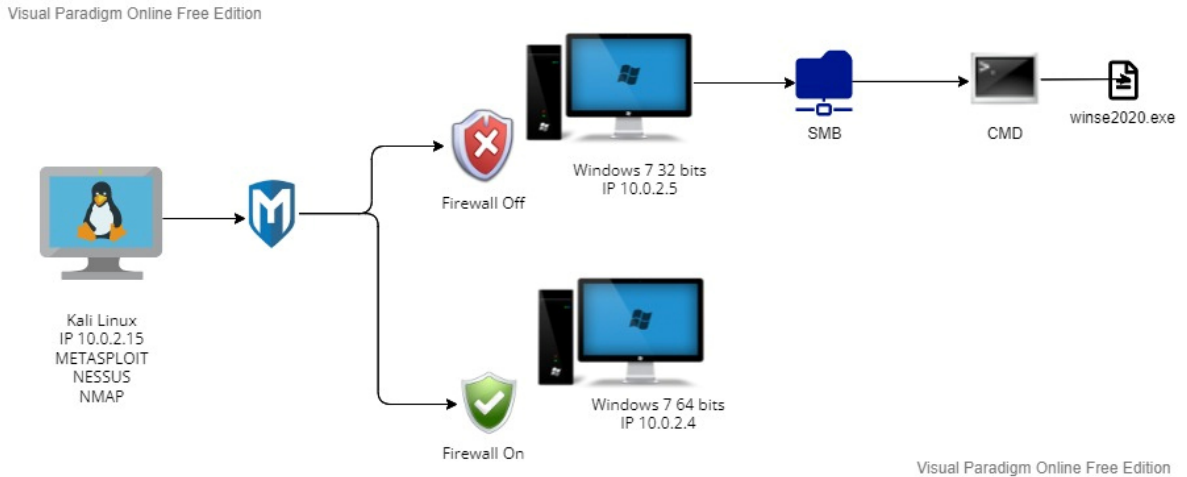 Visual Paradigm Online Free Edition
SMB
CMD
winse2020.exe
Windows 7 32 bits
IP 10.0.2.5
Firewall Off
M
Kali Linux
IP 10.0.2.15
METASPLOIT
NESSUS
NMAP
Windows 7 64 bits
IP 10.0.2.4
Firewall On
Visual Paradigm Online Free Edition